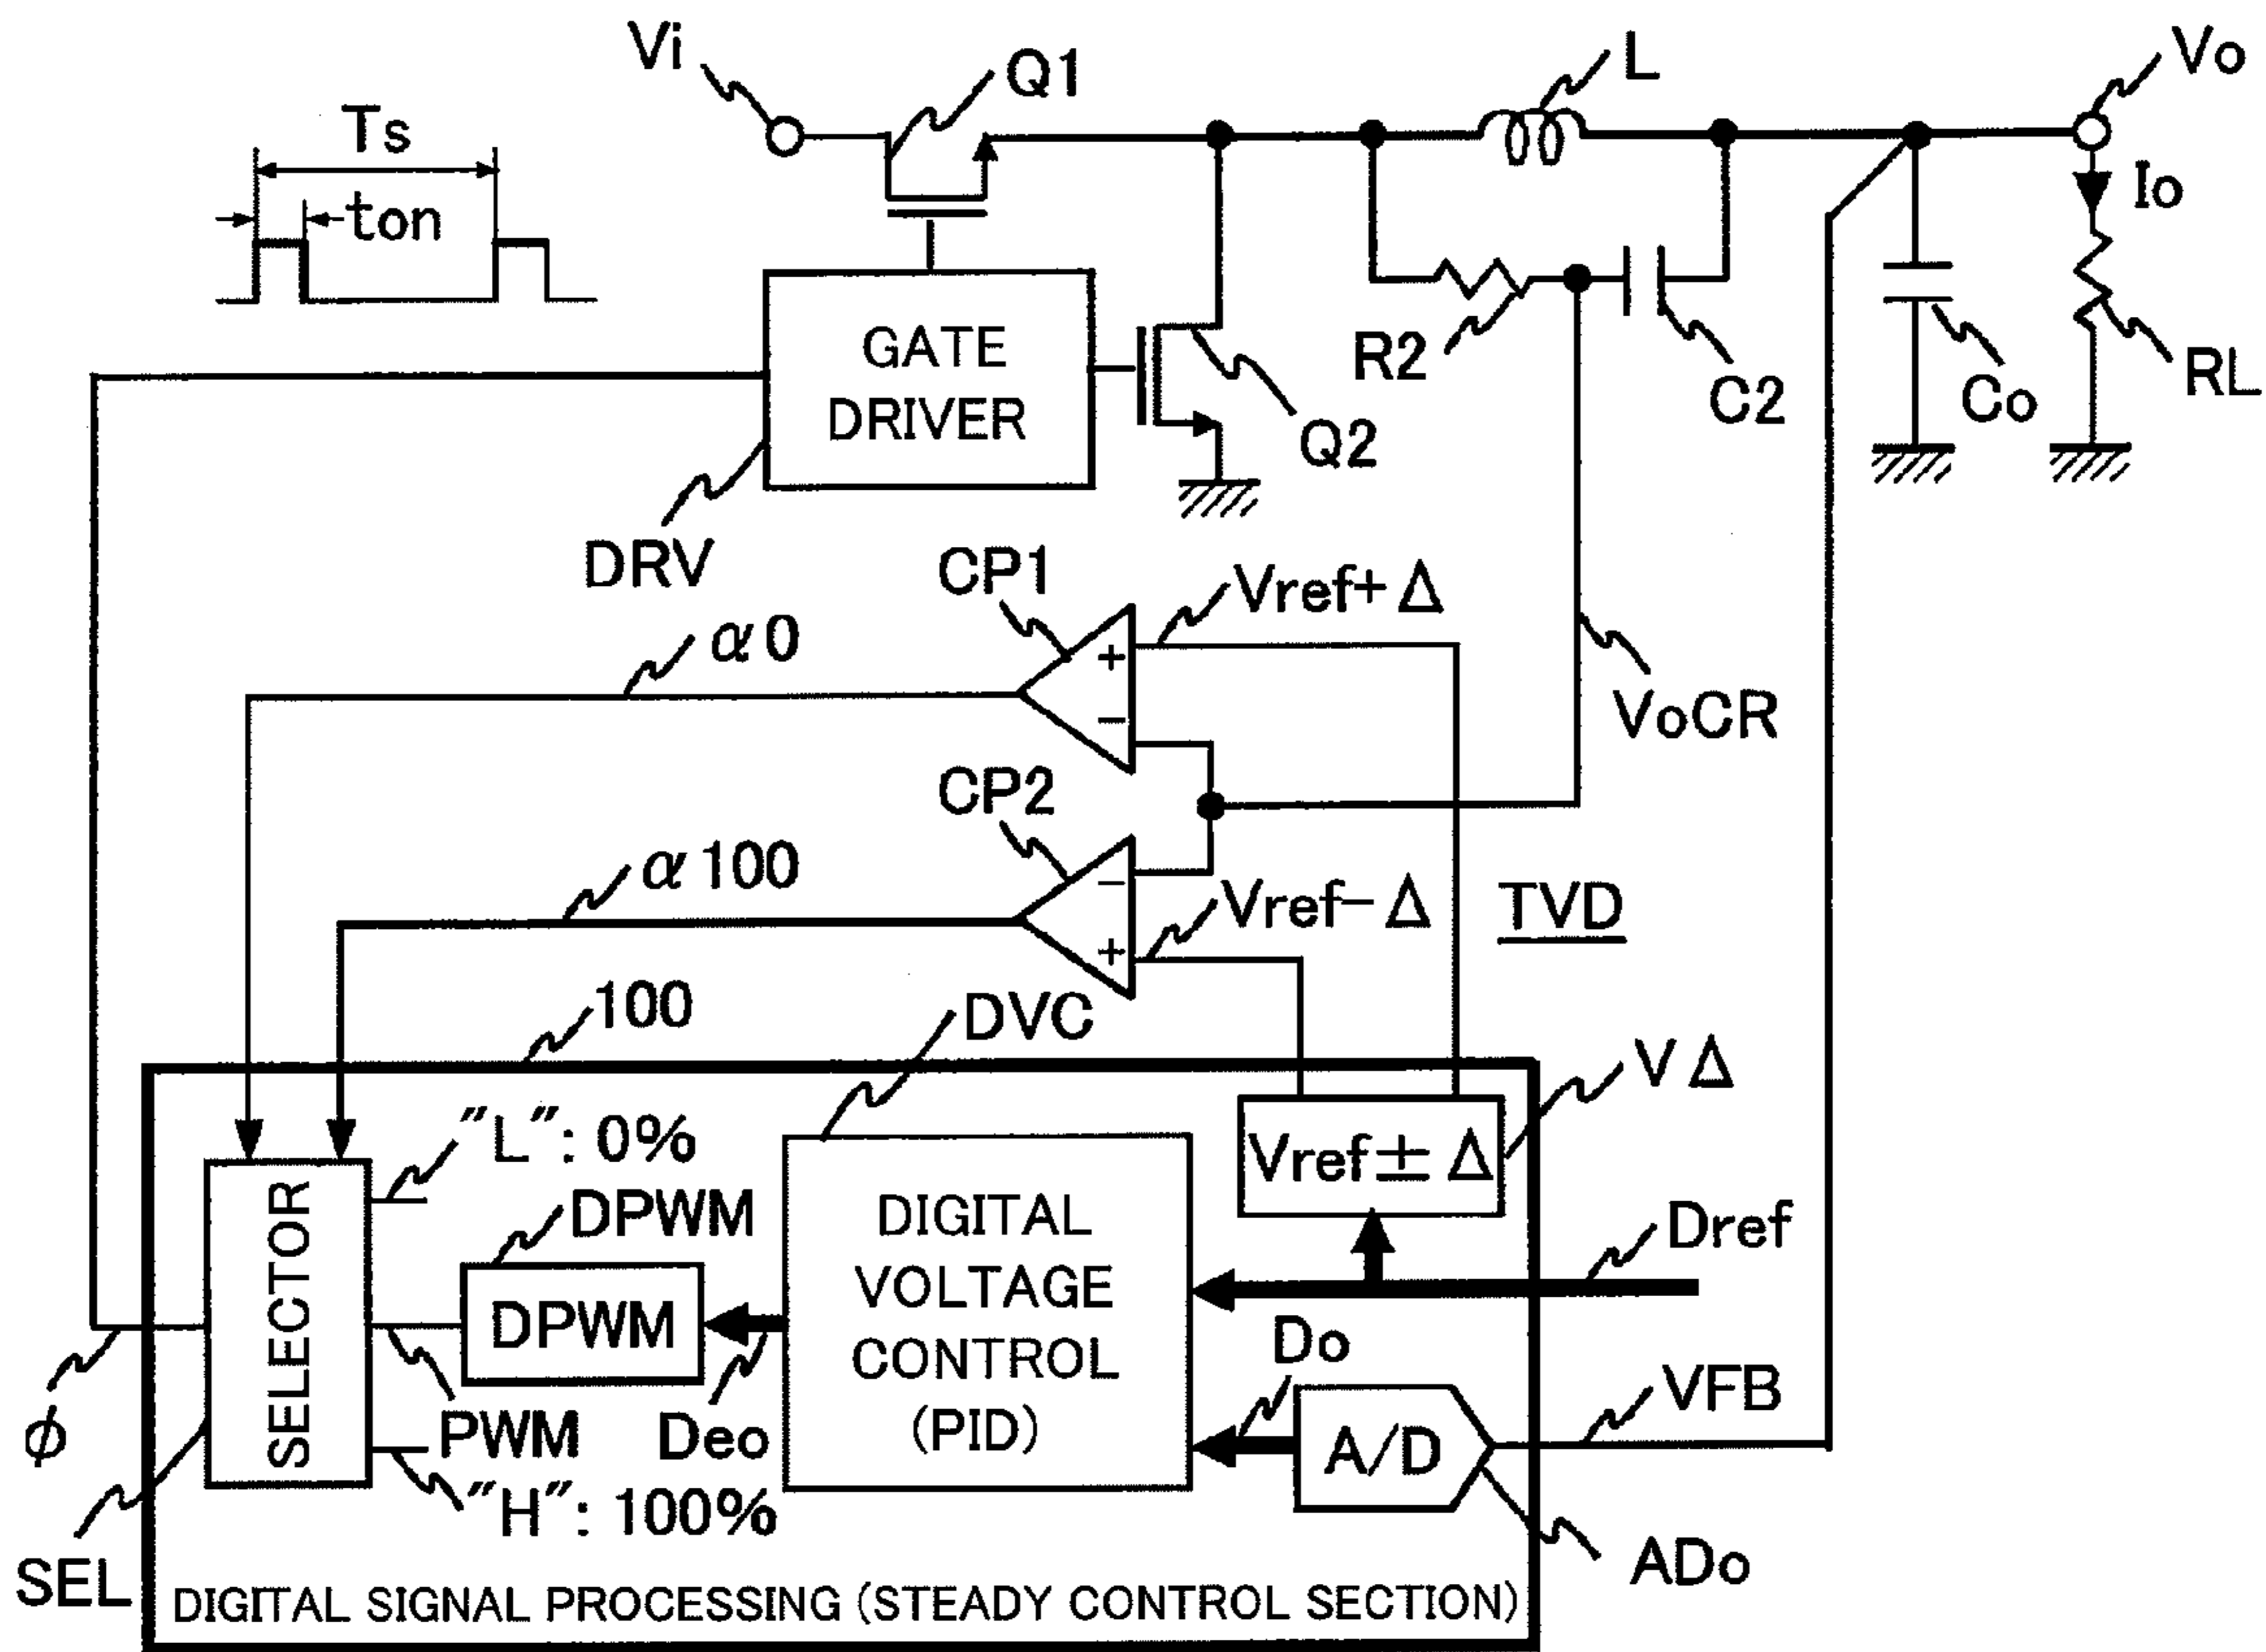 Vi
Q1
L
Vo
Ts
ton
Io
GATE
DRIVER
R2
C2
Co
RL
Q2
DRV
CP1
Vref+Δ
α0
+
−
VoCR
CP2
α100
−
+
Vref−Δ
TVD
100
DVC
VΔ
"L": 0%
Vref±Δ
DPWM
Dref
SELECTOR
DPWM
DIGITAL
VOLTAGE
CONTROL
(PID)
Do
VFB
A/D
ϕ
PWM
Deo
"H": 100%
SEL
ADo
DIGITAL SIGNAL PROCESSING (STEADY CONTROL SECTION)